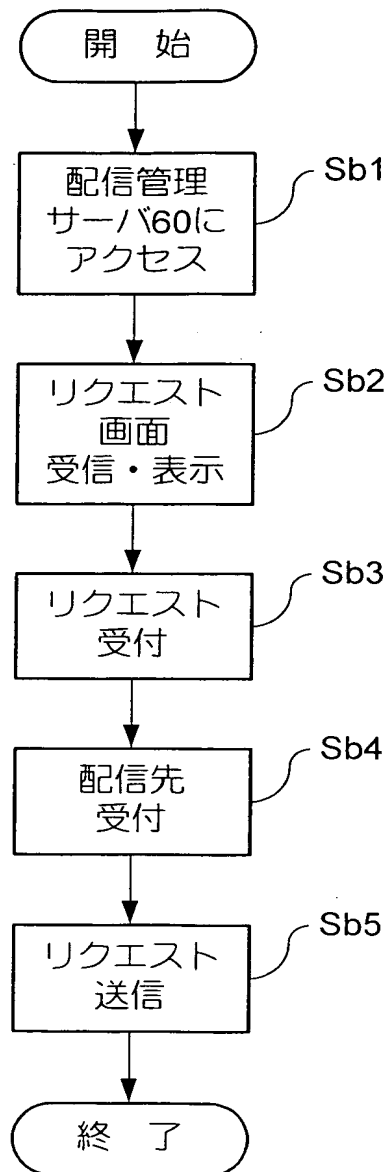 開 始
配信管理
サーバ60に
アクセス
Sb1
リクエスト
画面
受信・表示
Sb2
リクエスト
受付
Sb3
配信先
受付
Sb4
リクエスト
送信
Sb5
終 了